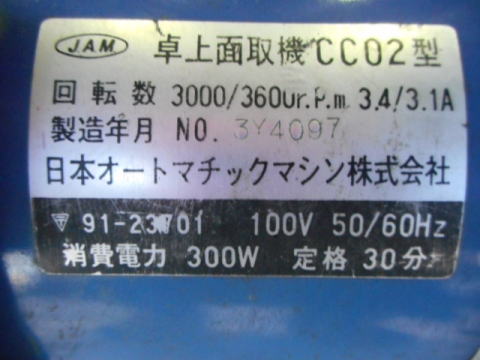 JAM 卓上面取機CC02型
回転数 3000/3600r.P.m 3.4/3.1A
製造年月 NO. 3Y4097
日本オートマチックマシン株式会社
91-23701 100V 50/60Hz
消費電力 300W 定格 30分